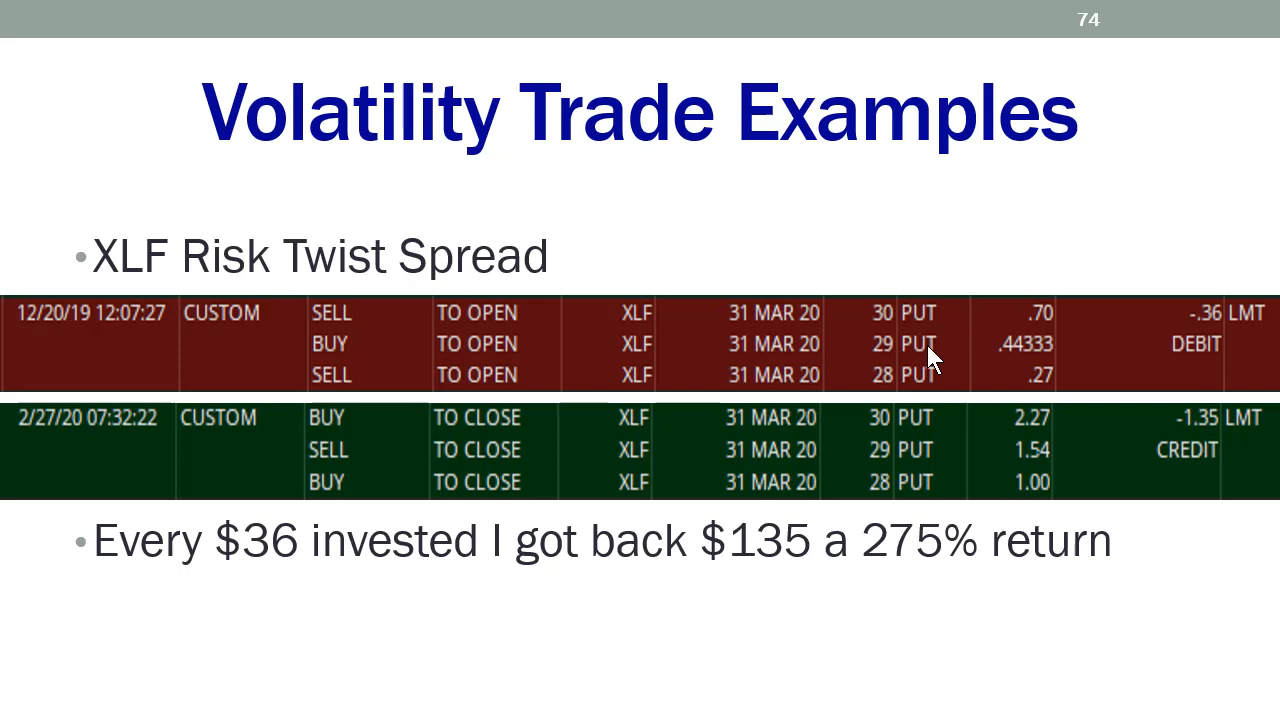 74
Volatility Trade Examples
•XLF Risk Twist Spread
12/20/19 12:07:27 CUSTOM SELL TO OPEN XLF 31 MAR 20 30 PUT .70 -.36 LMT
BUY TO OPEN XLF 31 MAR 20 29 PUT .44333 DEBIT
SELL TO OPEN XLF 31 MAR 20 28 PUT .27
2/27/20 07:32:22 CUSTOM BUY TO CLOSE XLF 31 MAR 20 30 PUT 2.27 -1.35 LMT
SELL TO CLOSE XLF 31 MAR 20 29 PUT 1.54 CREDIT
BUY TO CLOSE XLF 31 MAR 20 28 PUT 1.00
•Every $36 invested I got back $135 a 275% return